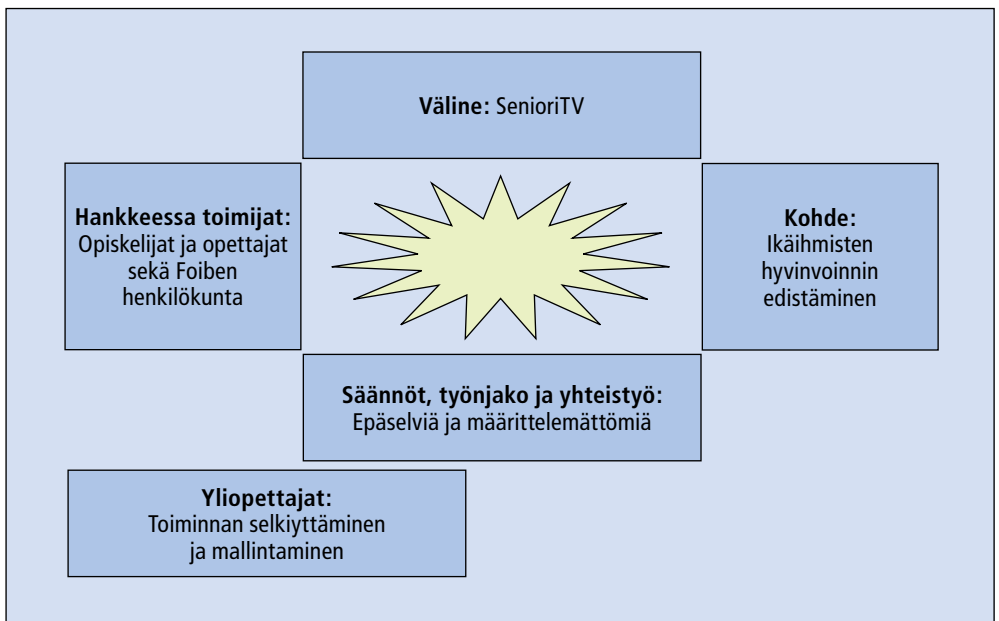 Väline: SenioriTV
Hankkeessa toimijat:
Opiskelijat ja opettajat
sekä Foiben
henkilökunta
Kohde:
Ikäihmisten
hyvinvoinnin
edistäminen
Säännöt, työnjako ja yhteistyö:
Epäselviä ja määrittelemättömiä
Yliopettajat:
Toiminnan selkiyttäminen
ja mallintaminen